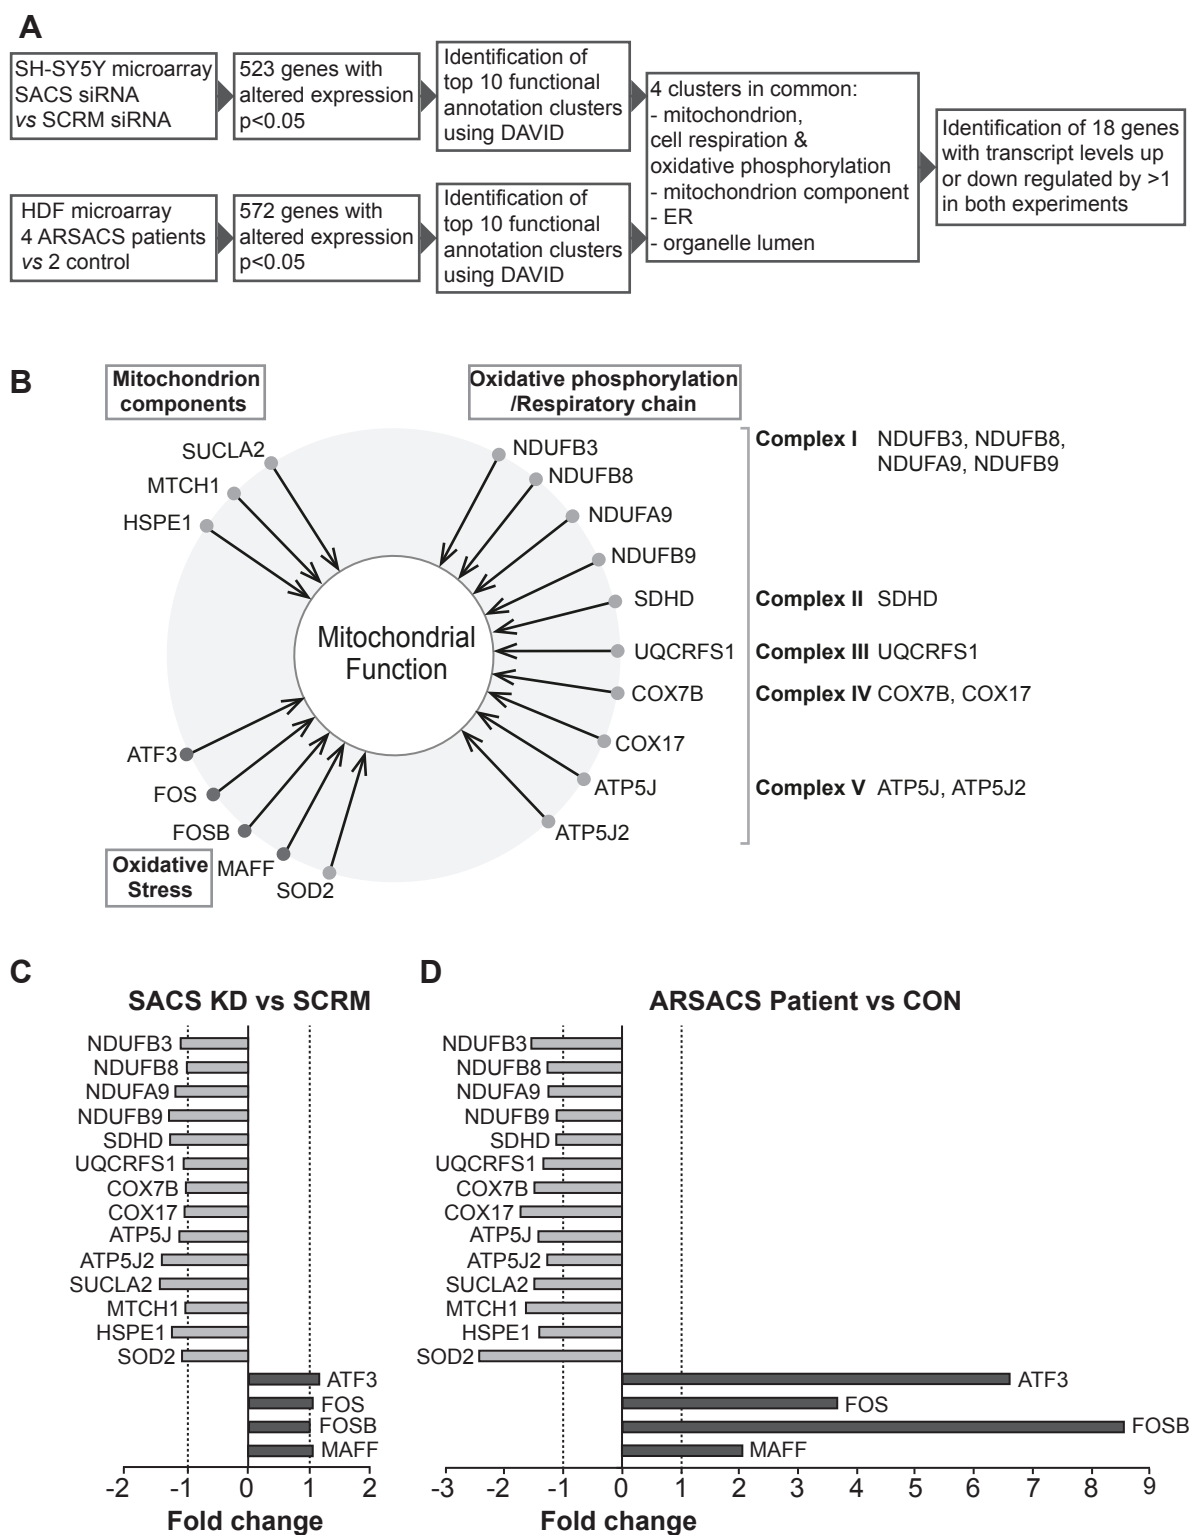 A
SH-SY5Y microarray
SACS siRNA
vs SCRM siRNA
523 genes with
altered expression
p<0.05
Identification of
top 10 functional
annotation clusters
using DAVID
HDF microarray
4 ARSACS patients
vs 2 control
572 genes with
altered expression
p<0.05
Identification of
top 10 functional
annotation clusters
using DAVID
4 clusters in common:
- mitochondrion,
cell respiration &
oxidative phosphorylation
- mitochondrion component
- ER
- organelle lumen
Identification of 18 genes
with transcript levels up
or down regulated by >1
in both experiments
B
Mitochondrion
components
Oxidative phosphorylation
/Respiratory chain
SUCLA2
MTCH1
HSPE1
NDUFB3
NDUFB8
NDUFA9
NDUFB9
SDHD
UQCRFS1
COX7B
COX17
ATP5J
ATP5J2
Mitochondrial
Function
ATF3
FOS
FOSB
MAFF
SOD2
Oxidative
Stress
Complex I NDUFB3, NDUFB8,
NDUFA9, NDUFB9
Complex II SDHD
Complex III UQCRFS1
Complex IV COX7B, COX17
Complex V ATP5J, ATP5J2
C
SACS KD vs SCRM
NDUFB3
NDUFB8
NDUFA9
NDUFB9
SDHD
UQCRFS1
COX7B
COX17
ATP5J
ATP5J2
SUCLA2
MTCH1
HSPE1
SOD2
ATF3
FOS
FOSB
MAFF
-2 -1 0 1 2
Fold change
D
ARSACS Patient vs CON
NDUFB3
NDUFB8
NDUFA9
NDUFB9
SDHD
UQCRFS1
COX7B
COX17
ATP5J
ATP5J2
SUCLA2
MTCH1
HSPE1
SOD2
ATF3
FOS
FOSB
MAFF
-3 -2 -1 0 1 2 3 4 5 6 7 8 9
Fold change